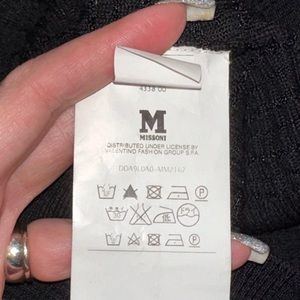 4338 00
M
MISSONI
DISTRIBUTED UNDER LICENSE BY
VALENTINO FASHION GROUP S.P.A.